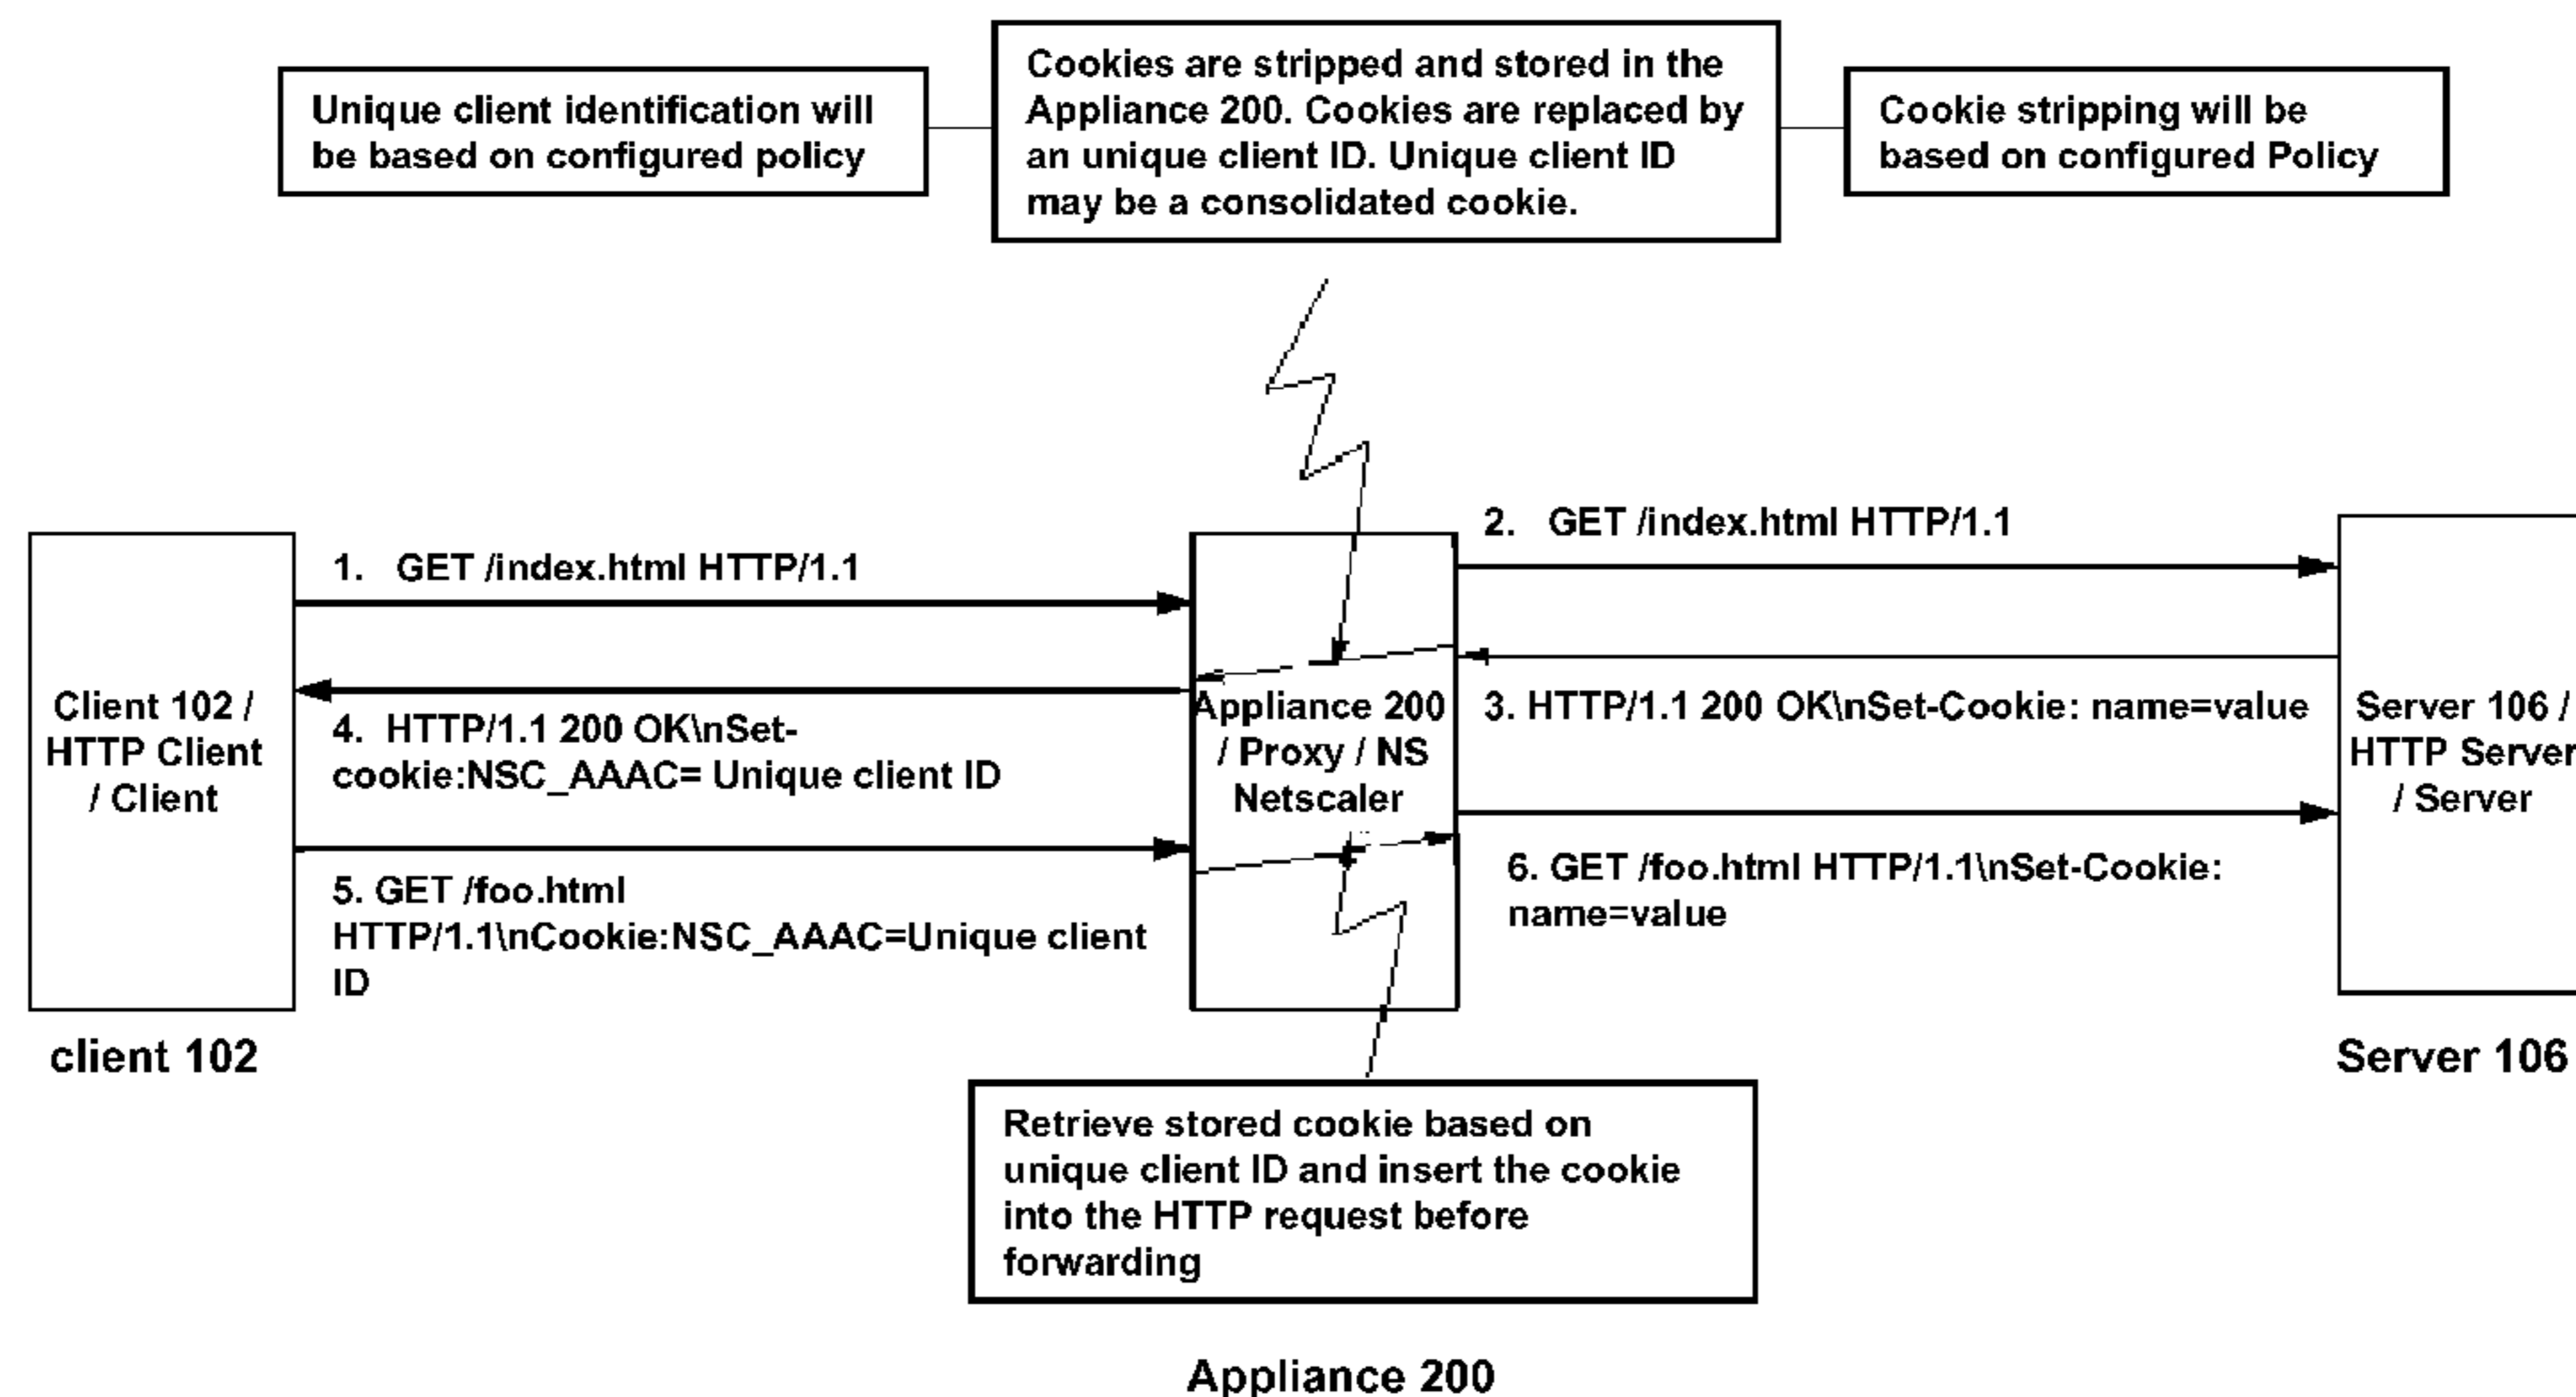 Unique client identification will
be based on configured policy
Cookies are stripped and stored in the
Appliance 200. Cookies are replaced by
an unique client ID. Unique client ID
may be a consolidated cookie.
Cookie stripping will be
based on configured Policy
Client 102 /
HTTP Client
/ Client
1. GET /index.html HTTP/1.1
4. HTTP/1.1 200 OK\nSet-
cookie:NSC_AAAC= Unique client ID
5. GET /foo.html
HTTP/1.1\nCookie:NSC_AAAC=Unique client
ID
Appliance 200
/ Proxy / NS
Netscaler
2. GET /index.html HTTP/1.1
3. HTTP/1.1 200 OK\nSet-Cookie: name=value
6. GET /foo.html HTTP/1.1\nSet-Cookie:
name=value
Server 106 /
HTTP Server
/ Server
client 102
Server 106
Retrieve stored cookie based on
unique client ID and insert the cookie
into the HTTP request before
forwarding
Appliance 200